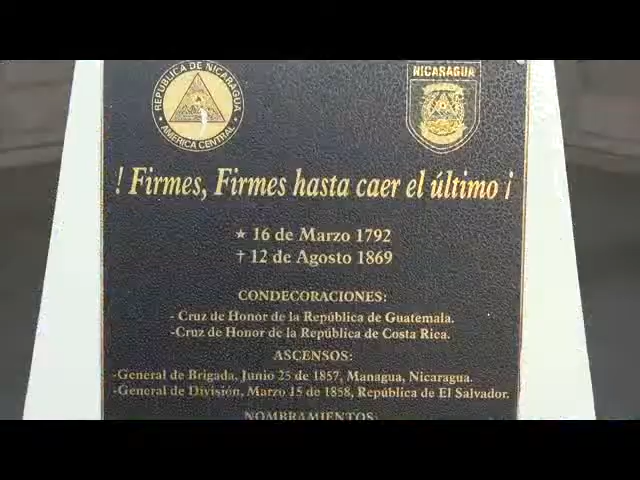 REPUBLICA DE NICARAGUA
AMERICA CENTRAL
NICARAGUA
! Firmes, Firmes hasta caer el último ¡
★ 16 de Marzo 1792
† 12 de Agosto 1869
CONDECORACIONES:
- Cruz de Honor de la República de Guatemala.
-Cruz de Honor de la República de Costa Rica.
ASCENSOS:
-General de Brigada, Junio 25 de 1857, Managua, Nicaragua.
-General de División, Marzo 15 de 1858, República de El Salvador.
NOMBRAMIENTOS: